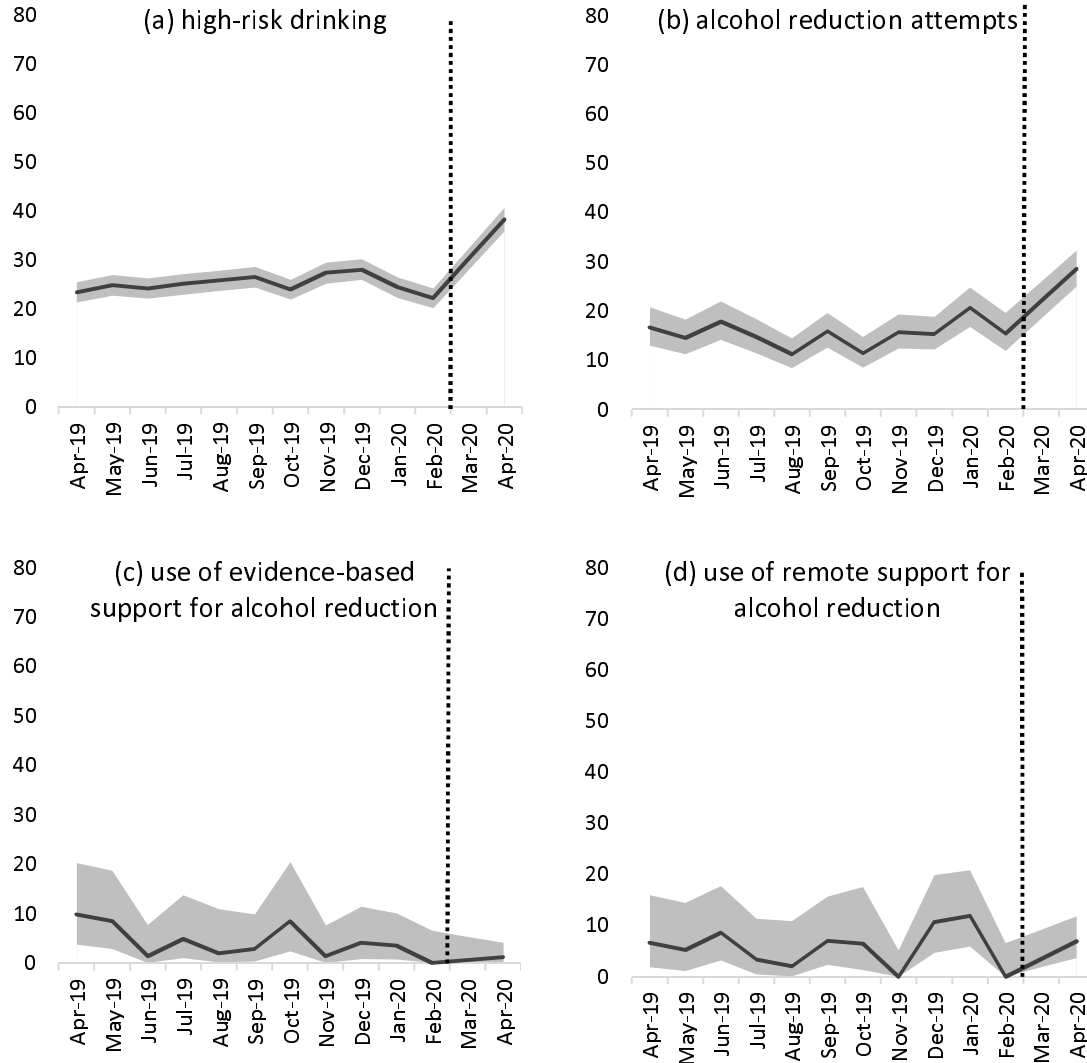 (a) high-risk drinking
80
70
60
50
40
30
20
10
0
Apr-19
May-19
Jun-19
Jul-19
Aug-19
Sep-19
Oct-19
Nov-19
Dec-19
Jan-20
Feb-20
Mar-20
Apr-20
(b) alcohol reduction attempts
80
70
60
50
40
30
20
10
0
Apr-19
May-19
Jun-19
Jul-19
Aug-19
Sep-19
Oct-19
Nov-19
Dec-19
Jan-20
Feb-20
Mar-20
Apr-20
(c) use of evidence-based
support for alcohol reduction
80
70
60
50
40
30
20
10
0
Apr-19
May-19
Jun-19
Jul-19
Aug-19
Sep-19
Oct-19
Nov-19
Dec-19
Jan-20
Feb-20
Mar-20
Apr-20
(d) use of remote support for
alcohol reduction
80
70
60
50
40
30
20
10
0
Apr-19
May-19
Jun-19
Jul-19
Aug-19
Sep-19
Oct-19
Nov-19
Dec-19
Jan-20
Feb-20
Mar-20
Apr-20